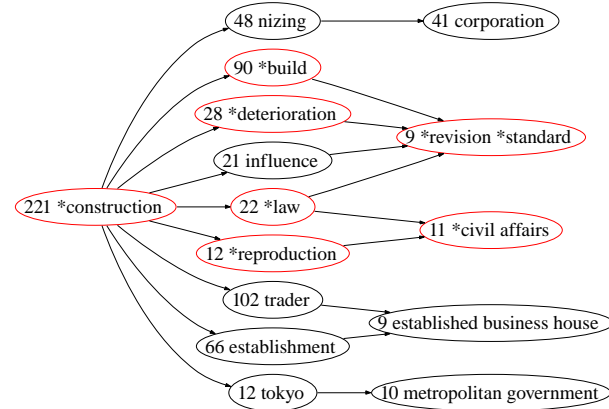 48 nizing
41 corporation
90 *build
28 *deterioration
9 *revision *standard
21 influence
221 *construction
22 *law
11 *civil affairs
12 *reproduction
102 trader
9 established business house
66 establishment
12 tokyo
10 metropolitan government